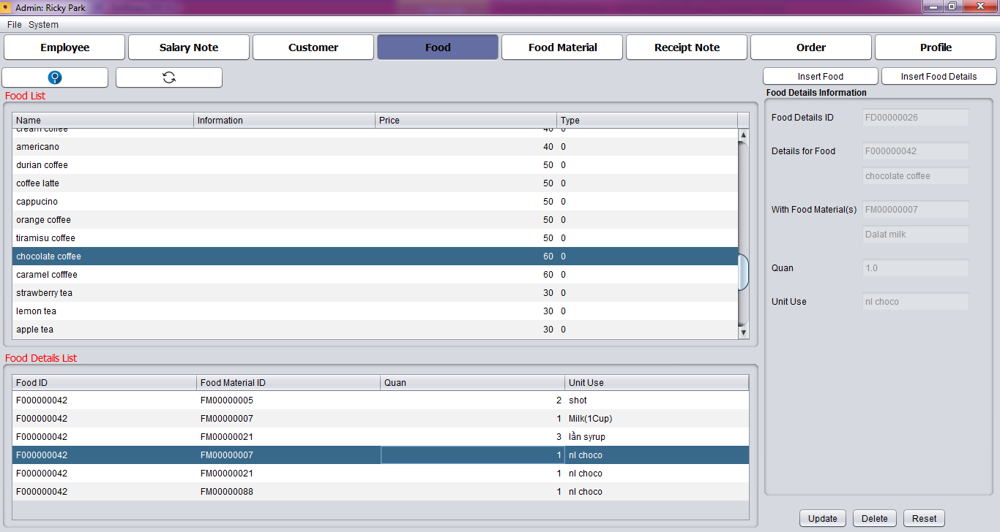 Admin: Ricky Park
File System
Employee Salary Note Customer Food Food Material Receipt Note Order Profile
Insert Food Insert Food Details
Food List
Name Information Price Type
cream coffee 40 0
americano 40 0
durian coffee 50 0
coffee latte 50 0
cappucino 50 0
orange coffee 50 0
tiramisu coffee 50 0
chocolate coffee 60 0
caramel cofffee 60 0
strawberry tea 30 0
lemon tea 30 0
apple tea 30 0
Food Details List
Food ID Food Material ID Quan Unit Use
F000000042 FM00000005 2 shot
F000000042 FM00000007 1 Milk(1Cup)
F000000042 FM00000021 3 lần syrup
F000000042 FM00000007 1 nl choco
F000000042 FM00000021 1 nl choco
F000000042 FM00000088 1 nl choco
Food Details Information
Food Details ID FD00000026
Details for Food F000000042
chocolate coffee
With Food Material(s) FM00000007
Dalat milk
Quan 1.0
Unit Use nl choco
Update Delete Reset